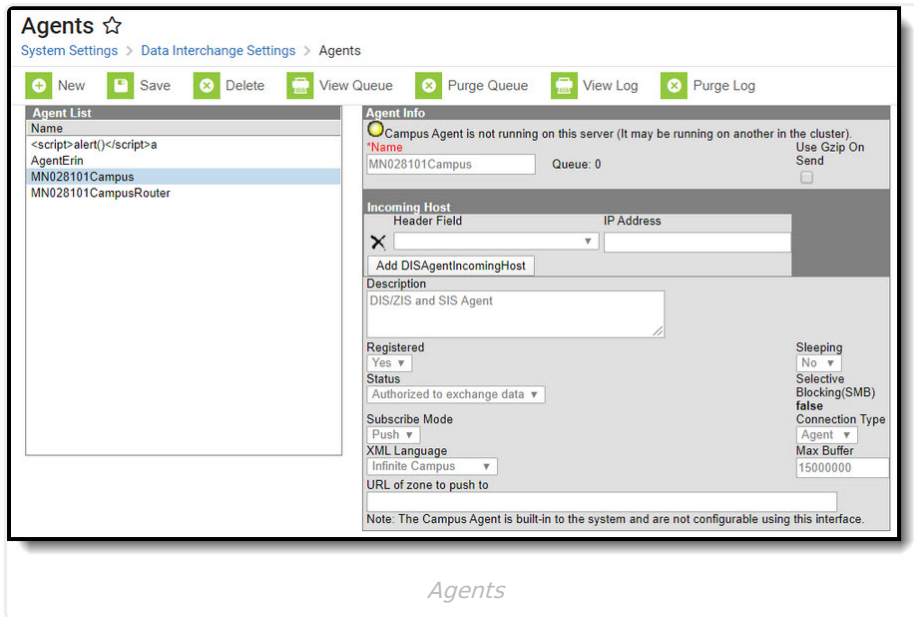 Agents
System Settings > Data Interchange Settings > Agents
New Save Delete View Queue Purge Queue View Log Purge Log
Agent List
Name
<script>alert()</script>a
AgentErin
MN028101Campus
MN028101CampusRouter
Agent Info
Campus Agent is not running on this server (It may be running on another in the cluster).
*Name
MN028101Campus
Queue: 0
Use Gzip On
Send
Incoming Host
Header Field IP Address
Add DISAgentIncomingHost
Description
DIS/ZIS and SIS Agent
Registered
Yes
Sleeping
No
Status
Authorized to exchange data
Selective
Blocking(SMB)
false
Subscribe Mode
Push
Connection Type
Agent
XML Language
Infinite Campus
Max Buffer
15000000
URL of zone to push to
Note: The Campus Agent is built-in to the system and are not configurable using this interface.
Agents